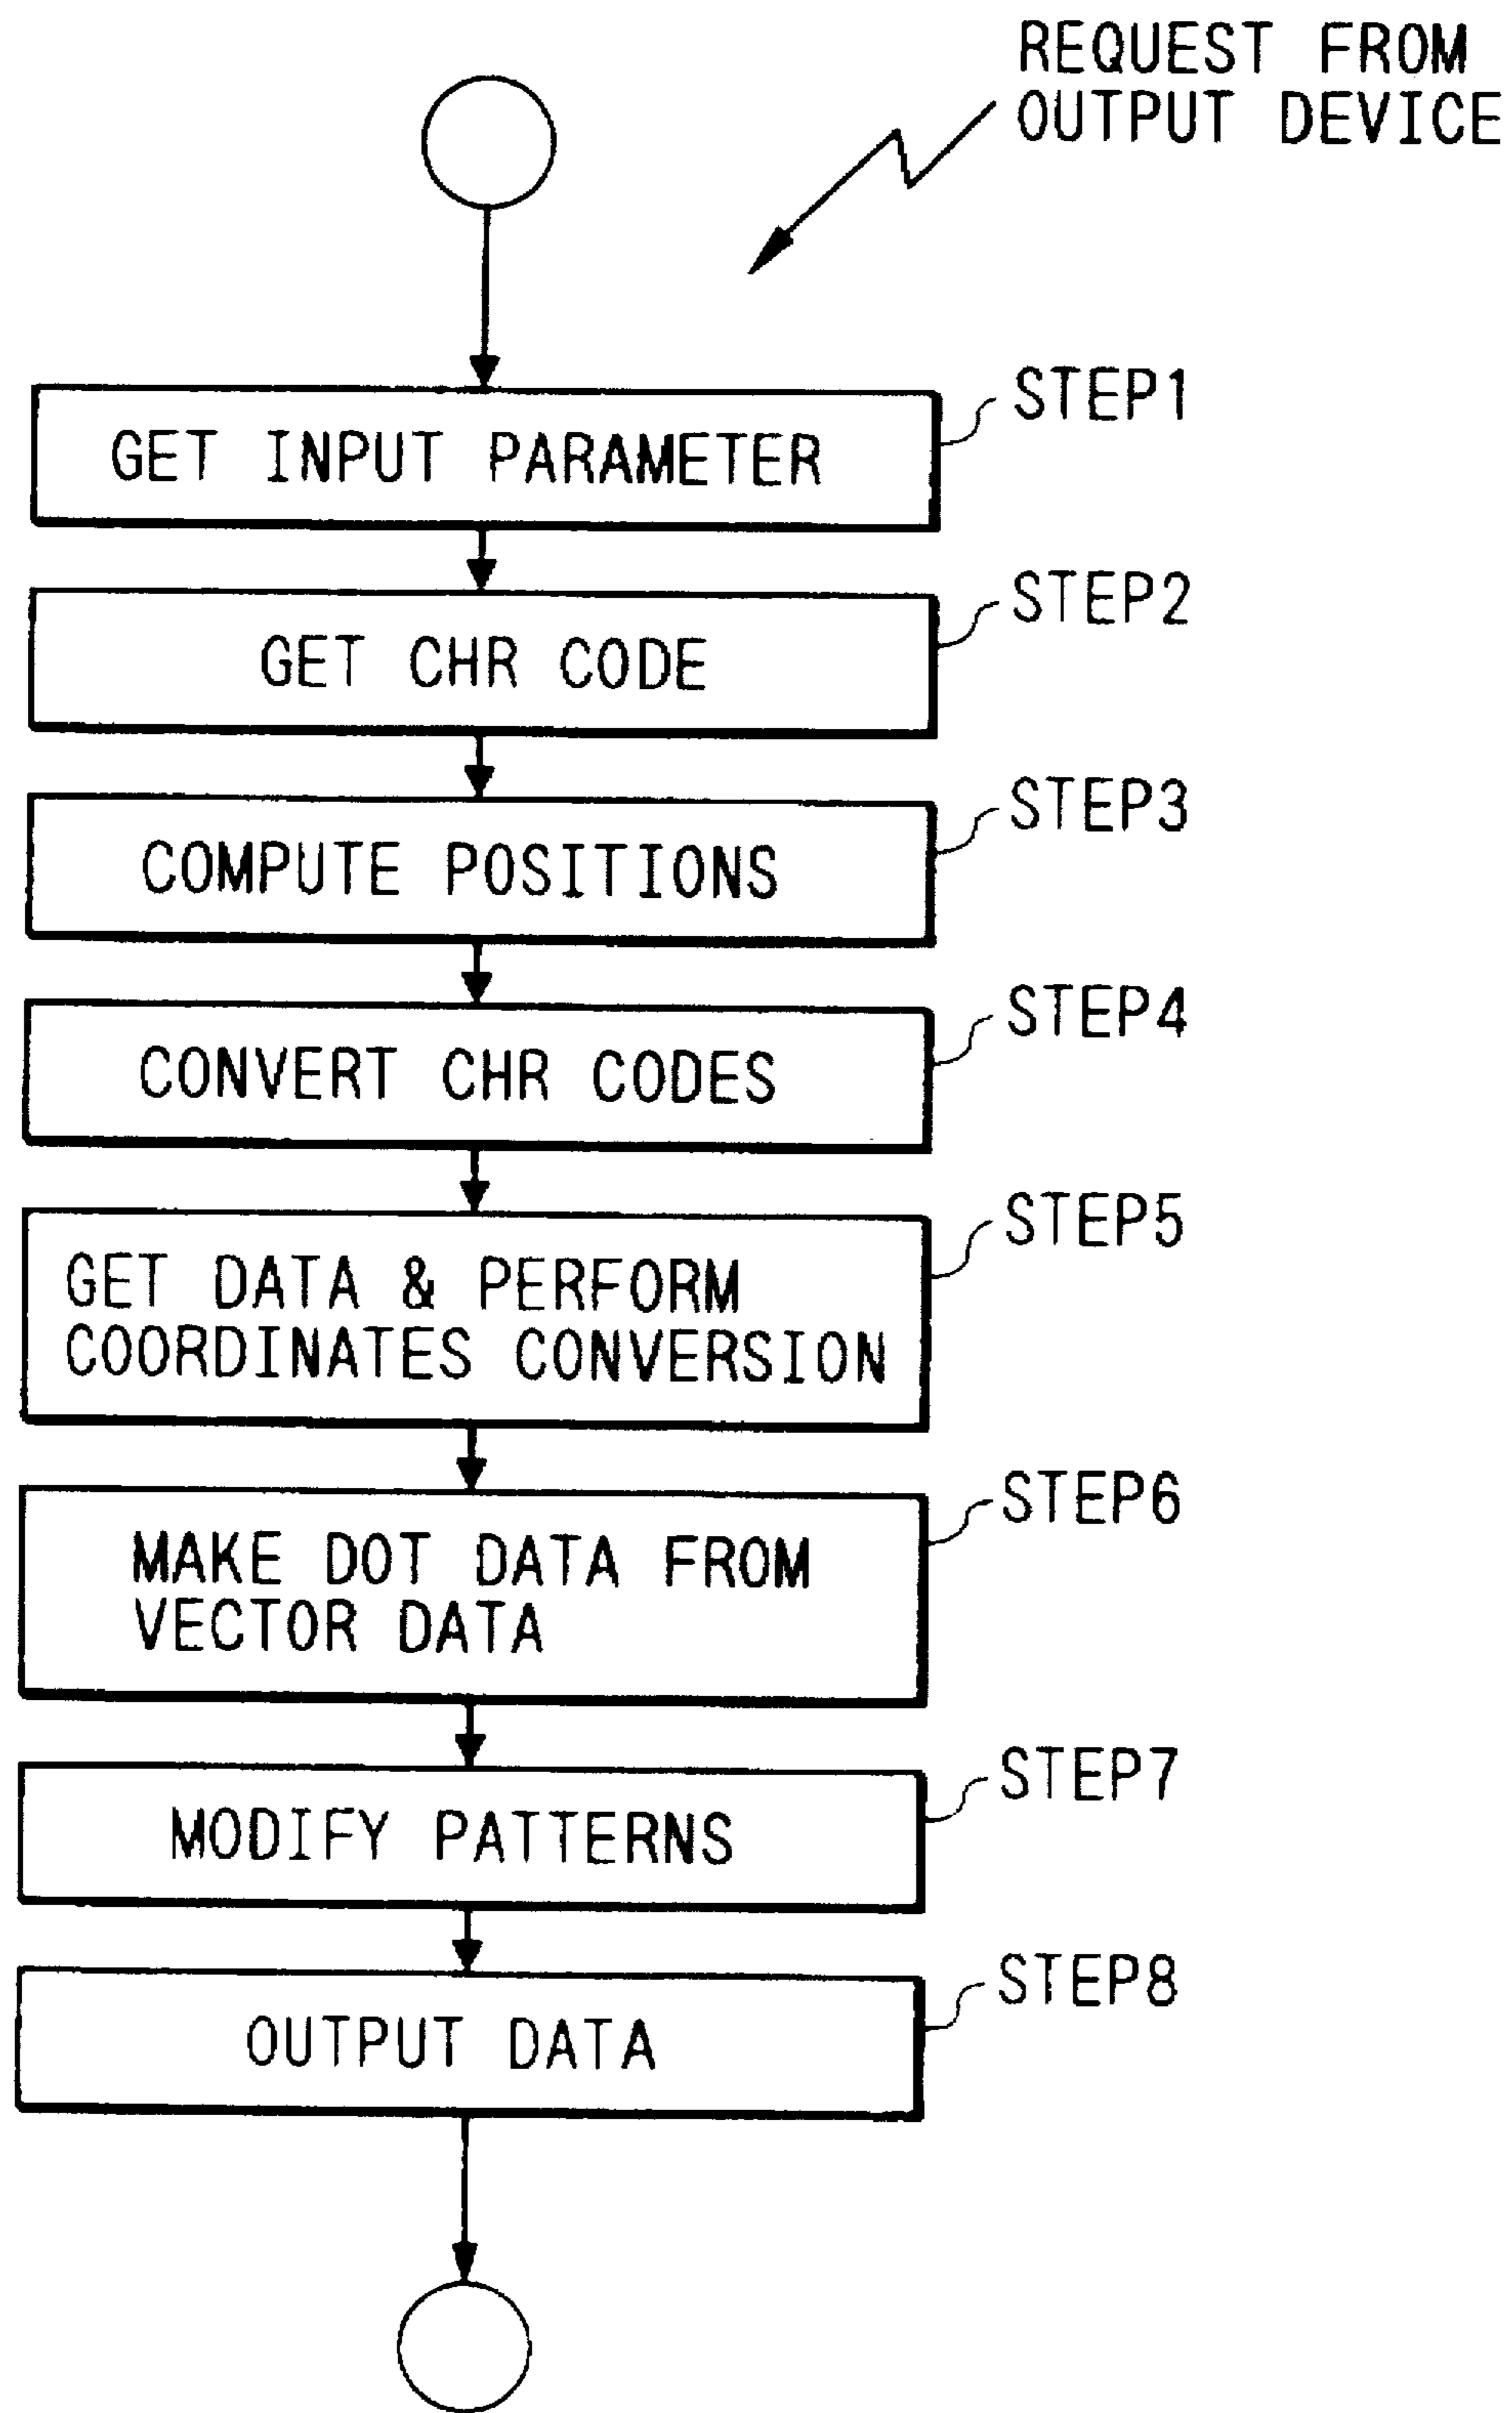 REQUEST FROM
OUTPUT DEVICE
STEP1
GET INPUT PARAMETER
STEP2
GET CHR CODE
STEP3
COMPUTE POSITIONS
STEP4
CONVERT CHR CODES
STEP5
GET DATA & PERFORM
COORDINATES CONVERSION
STEP6
MAKE DOT DATA FROM
VECTOR DATA
STEP7
MODIFY PATTERNS
STEP8
OUTPUT DATA